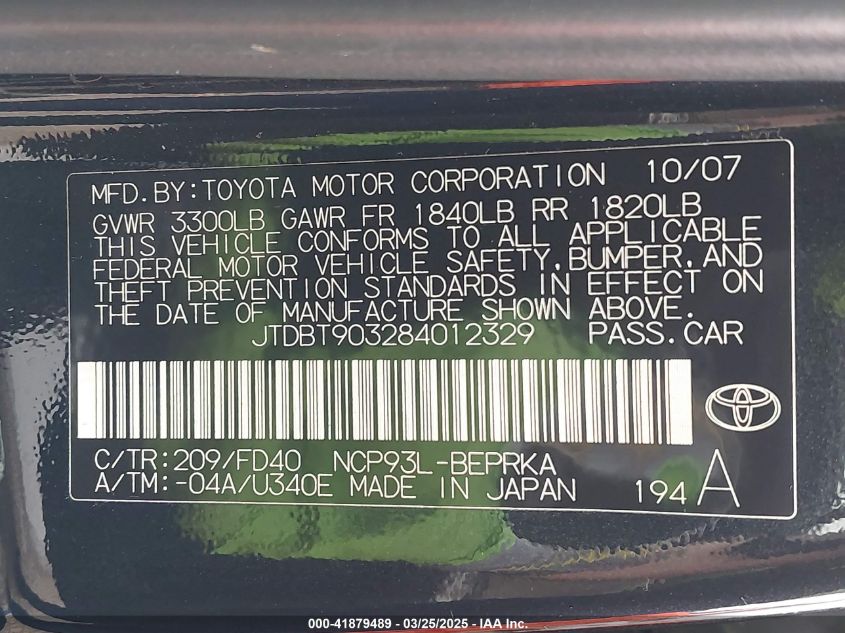 MFD.BY:TOYOTA MOTOR CORPORATION 10/07
GVWR 3300LB GAWR FR 1840LB RR 1820LB
THIS VEHICLE CONFORMS TO ALL APPLICABLE
FEDERAL MOTOR VEHICLE SAFETY,BUMPER,AND
THEFT PREVENTION STANDARDS IN EFFECT ON
THE DATE OF MANUFACTURE SHOWN ABOVE.
JTDBT903284012329 PASS.CAR
C/TR:209/FD40 NCP93L-BEPRKA
A/TM:-04A/U340E MADE IN JAPAN 194 A
000-41879489 - 03/25/2025 - IAA Inc.